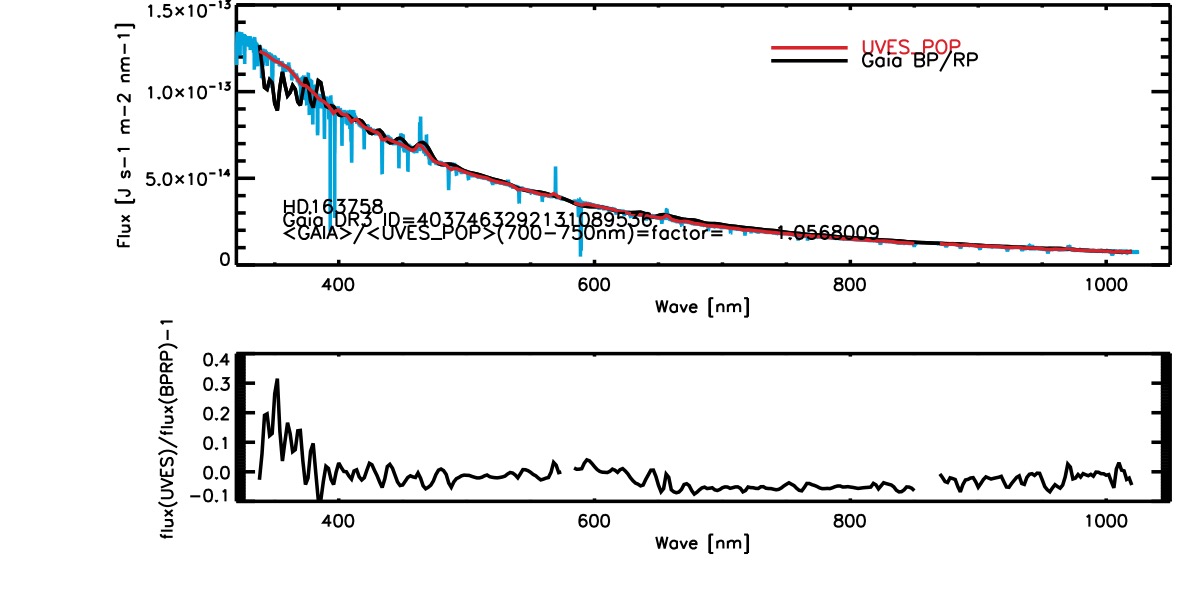 1.5×10−13
1.0×10−13
5.0×10−14
0
Flux [J s−1 m−2 nm−1]
UVES_POP
Gaia BP/RP
HD163758
Gaia DR3 ID=4037463292131089536
<GAIA>/<UVES_POP>(700−750nm)=factor= 1.0568009
400 600 800 1000
Wave [nm]
flux(UVES)/flux(BPRP)−1
0.4
0.3
0.2
0.1
0.0
−0.1
400 600 800 1000
Wave [nm]